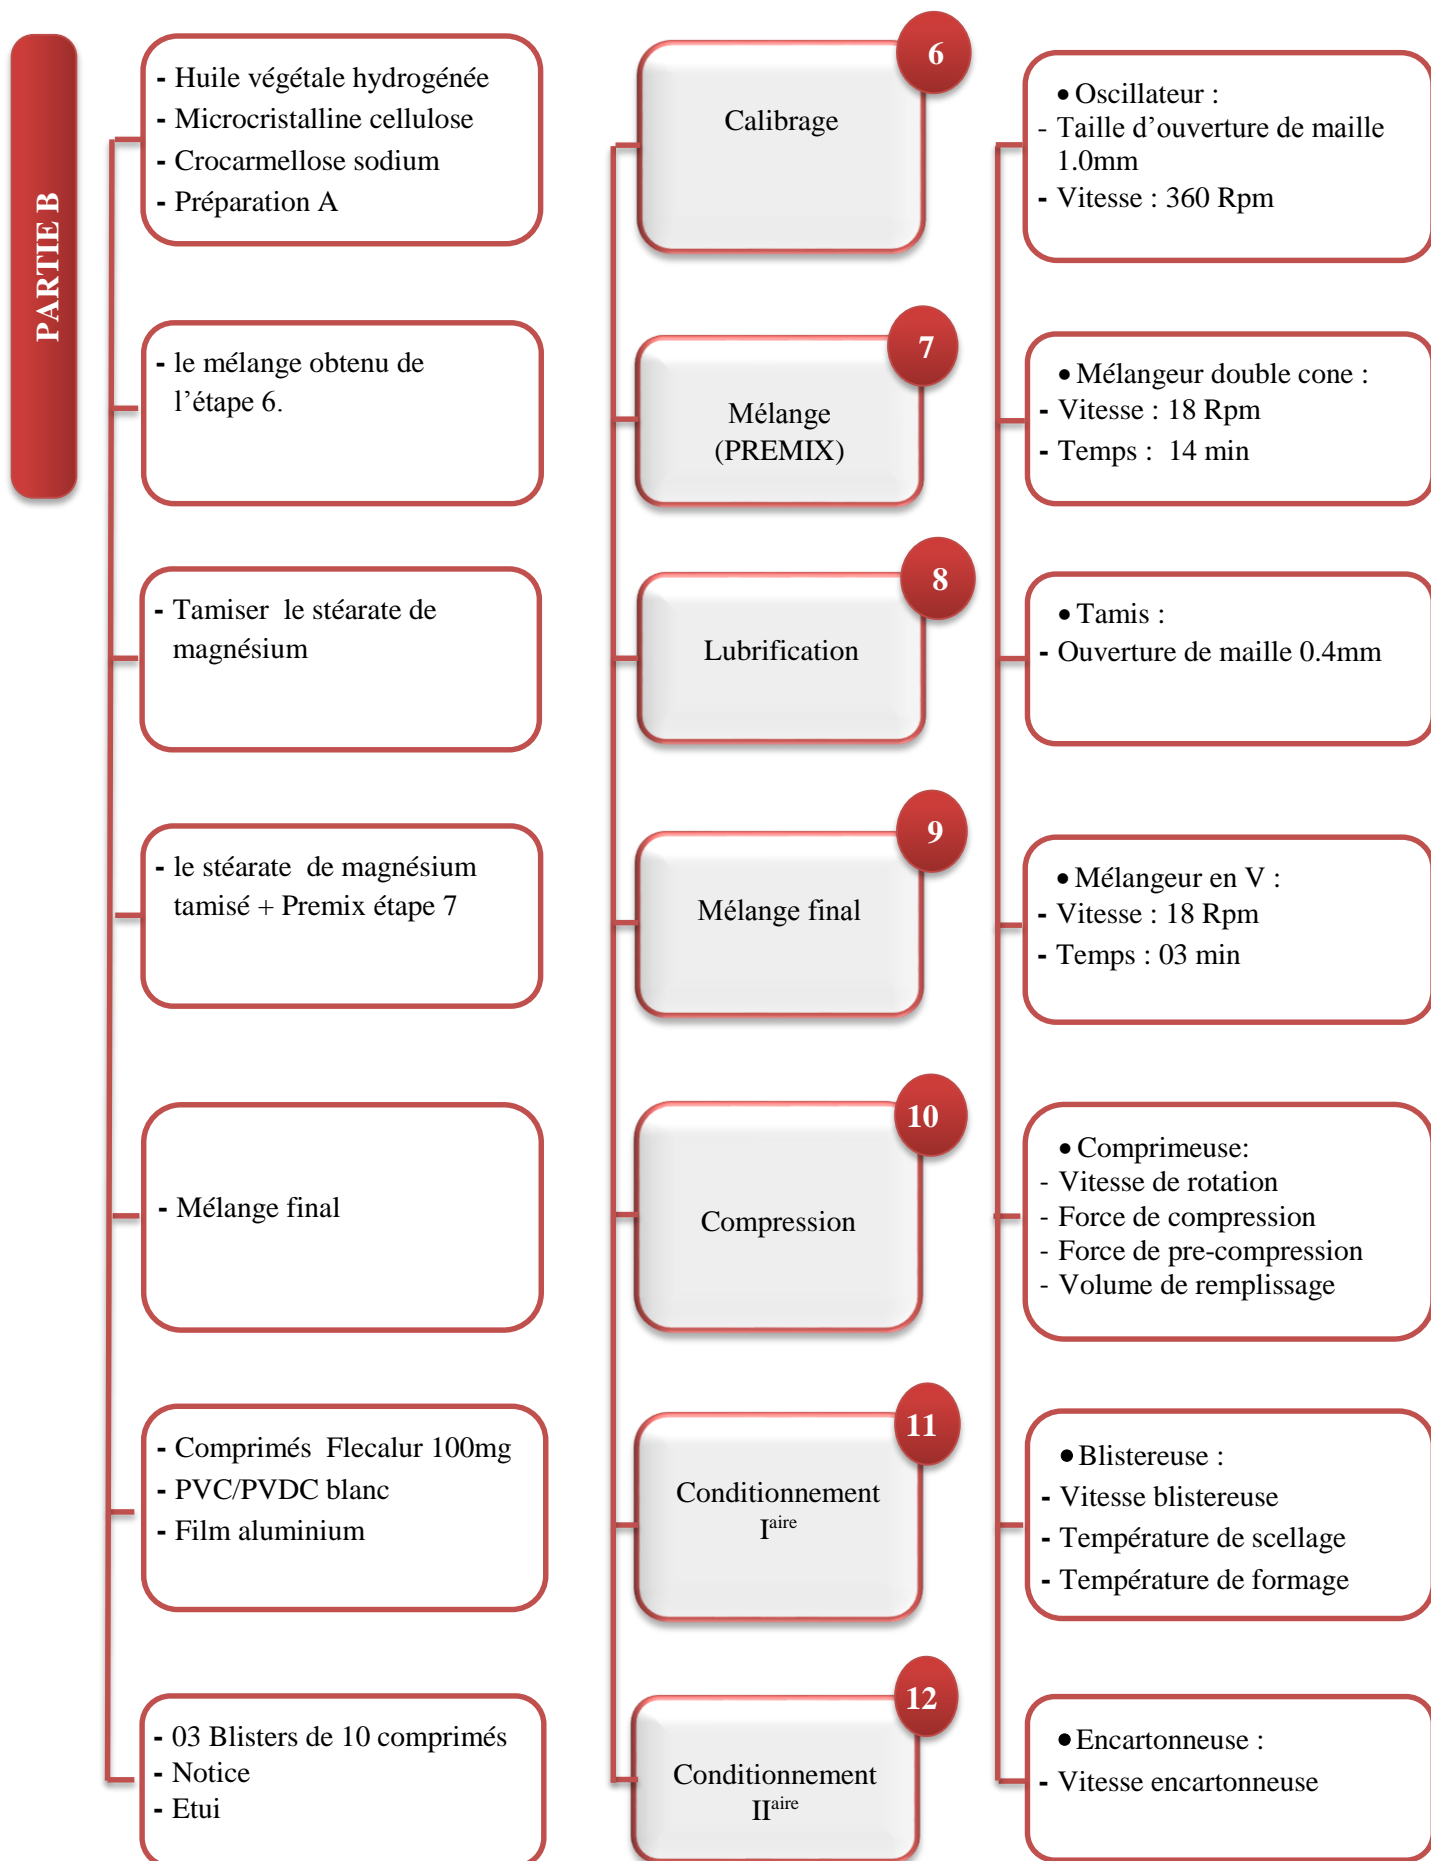 PARTIE B
- Huile végétale hydrogénée
- Microcristalline cellulose
- Crocarmellose sodium
- Préparation A
6
Calibrage
• Oscillateur :
- Taille d’ouverture de maille
1.0mm
- Vitesse : 360 Rpm
- le mélange obtenu de
l’étape 6.
7
Mélange
(PREMIX)
• Mélangeur double cone :
- Vitesse : 18 Rpm
- Temps : 14 min
- Tamiser le stéarate de
magnésium
8
Lubrification
• Tamis :
- Ouverture de maille 0.4mm
- le stéarate de magnésium
tamisé + Premix étape 7
9
Mélange final
• Mélangeur en V :
- Vitesse : 18 Rpm
- Temps : 03 min
- Mélange final
10
Compression
• Comprimeuse:
- Vitesse de rotation
- Force de compression
- Force de pre-compression
- Volume de remplissage
- Comprimés Flecalur 100mg
- PVC/PVDC blanc
- Film aluminium
11
Conditionnement
Iaire
• Blistereuse :
- Vitesse blistereuse
- Température de scellage
- Température de formage
- 03 Blisters de 10 comprimés
- Notice
- Etui
12
Conditionnement
IIaire
• Encartonneuse :
- Vitesse encartonneuse